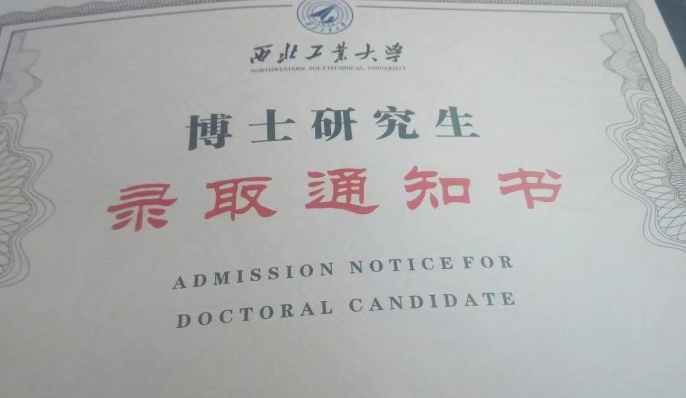 西北工业大学
NORTHWESTERN POLYTECHNICAL UNIVERSITY
博士研究生
录取通知书
ADMISSION NOTICE FOR
DOCTORAL CANDIDATE